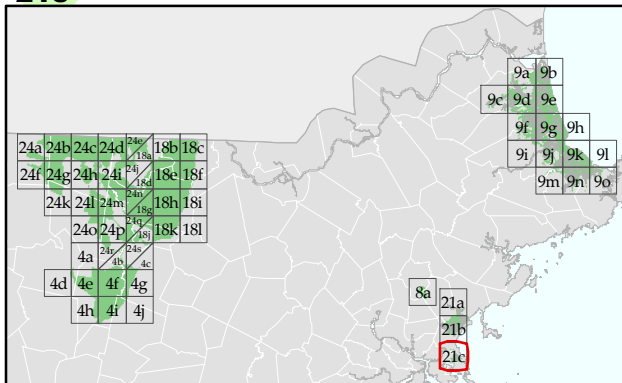 9a 9b
9c 9d 9e
9f 9g 9h
9i 9j 9k 9l
9m 9n 9o
24a 24b 24c 24d 24e 18a 18b 18c
24f 24g 24h 24i 24j 18d 18e 18f
24k 24l 24m 24n 18g 18h 18i
24o 24p 24q 18j 18k 18l
4a 24r 4b 24s 4c
4d 4e 4f 4g
4h 4i 4j
8a 21a
21b
21c